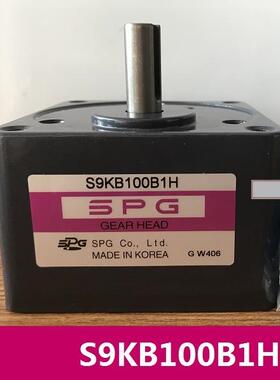 S9KB100B1H
SPG
GEAR HEAD
SPG SPG Co., Ltd.
MADE IN KOREA G W406
S9KB100B1H